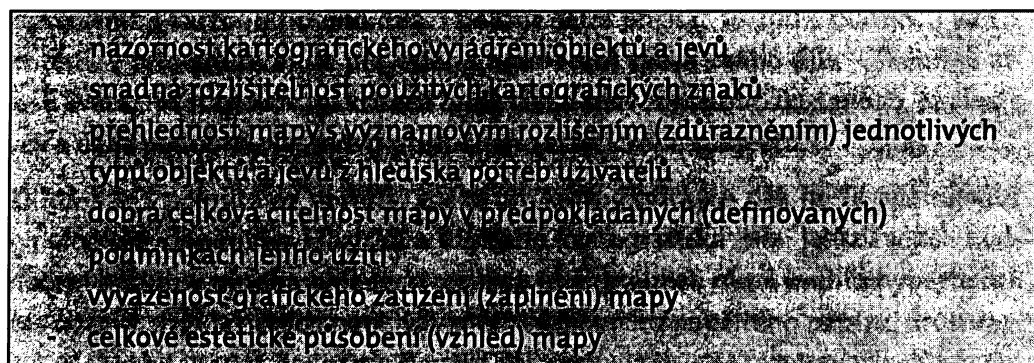 - názornost kartografického vyjádření objektů a jevů
- snadná rozlišitelnost použitých kartografických znaků
- přehlednost mapy s významovým rozlišením (zdůrazněním) jednotlivých
typů objektů a jevů z hlediska potřeb uživatelů
- dobrá celková čitelnost mapy v předpokládaných (definovaných)
podmínkách jejího užití
- vyváženost grafického zatížení (zaplnění) mapy
- celkové estetické působení (vzhled) mapy